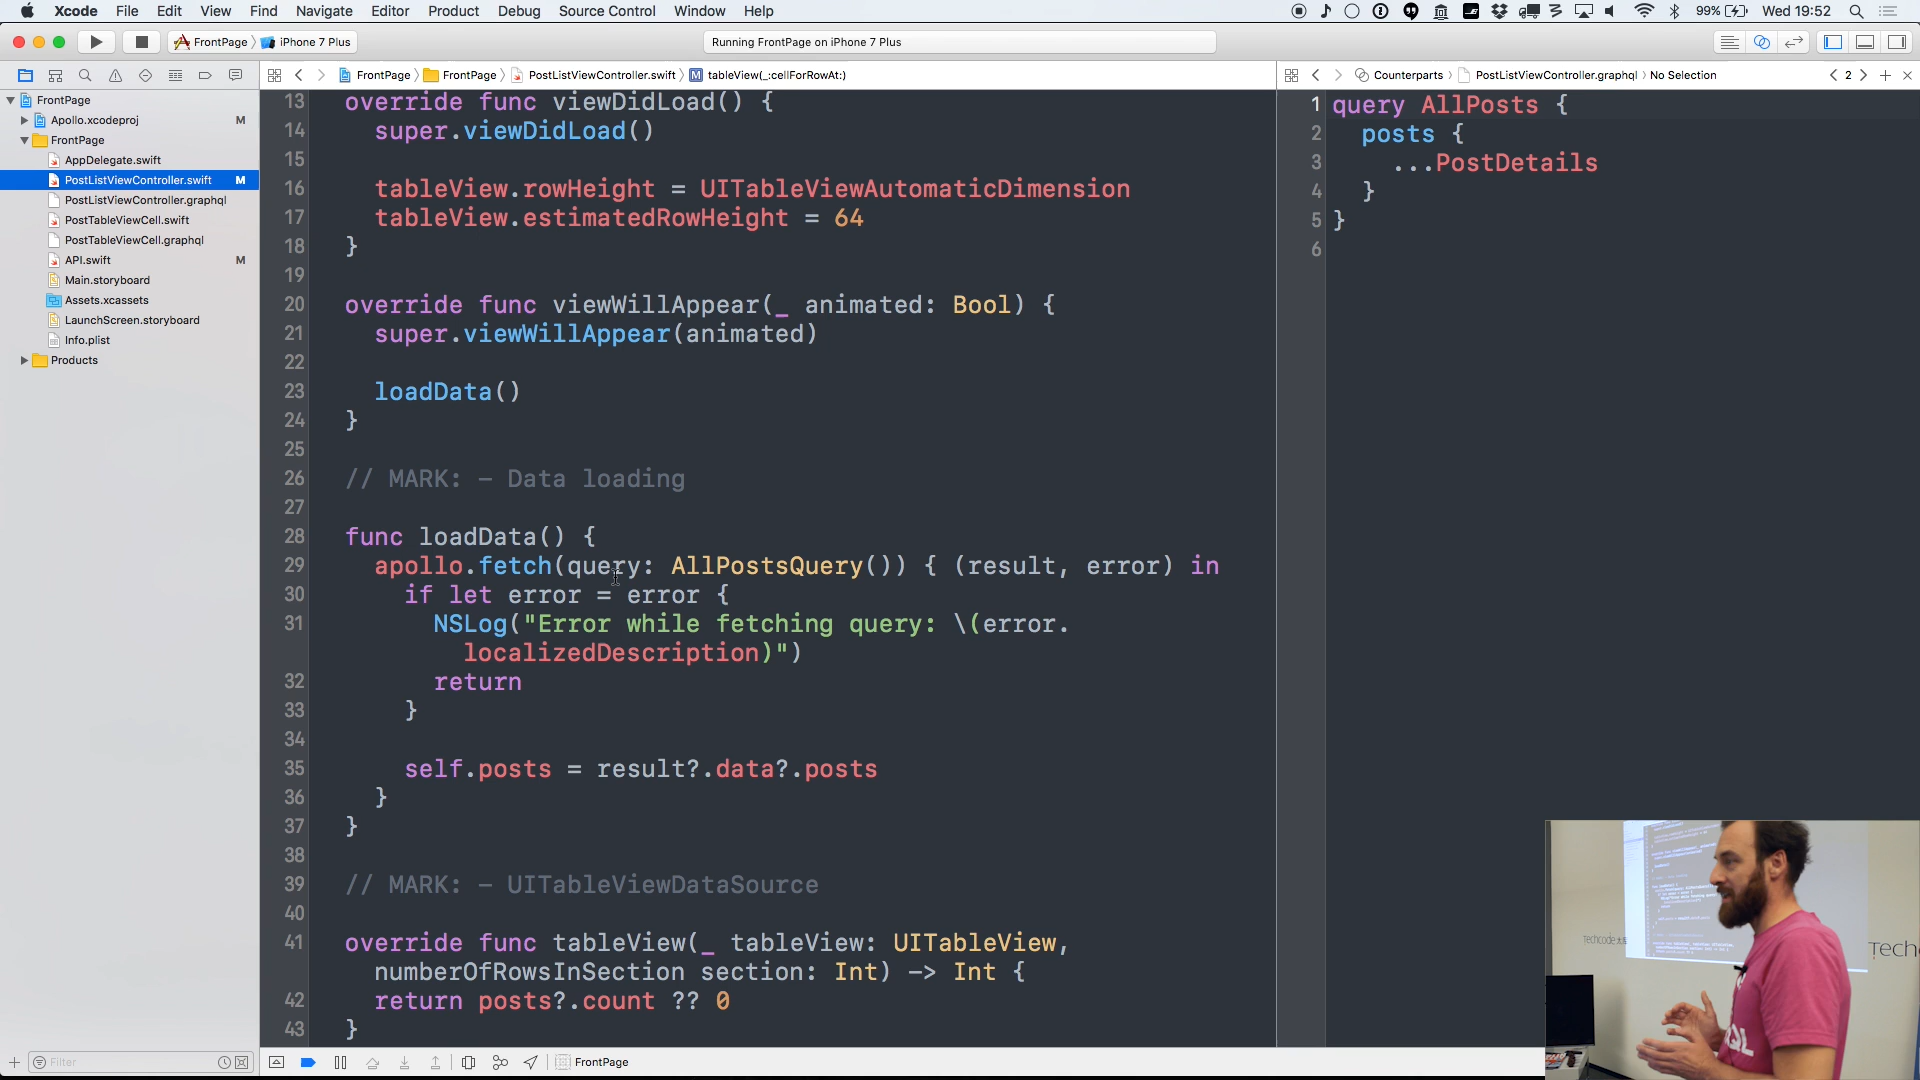 Xcode File Edit View Find Navigate Editor Product Debug Source Control Window Help 99% Wed 19:52
FrontPage iPhone 7 Plus Running FrontPage on iPhone 7 Plus
FrontPage FrontPage PostListViewController.swift M tableView(_:cellForRowAt:)
Counterparts PostListViewController.graphql No Selection 2
FrontPage
Apollo.xcodeproj M
FrontPage
AppDelegate.swift
PostListViewController.swift M
PostListViewController.graphql
PostTableViewCell.swift
PostTableViewCell.graphql
API.swift M
Main.storyboard
Assets.xcassets
LaunchScreen.storyboard
Info.plist
Products
Filter
13 override func viewDidLoad() {
14 super.viewDidLoad()
15
16 tableView.rowHeight = UITableViewAutomaticDimension
17 tableView.estimatedRowHeight = 64
18 }
19
20 override func viewWillAppear(_ animated: Bool) {
21 super.viewWillAppear(animated)
22
23 loadData()
24 }
25
26 // MARK: - Data loading
27
28 func loadData() {
29 apollo.fetch(query: AllPostsQuery()) { (result, error) in
30 if let error = error {
31 NSLog("Error while fetching query: \(error.
localizedDescription)")
32 return
33 }
34
35 self.posts = result?.data?.posts
36 }
37 }
38
39 // MARK: - UITableViewDataSource
40
41 override func tableView(_ tableView: UITableView,
numberOfRowsInSection section: Int) -> Int {
42 return posts?.count ?? 0
43 }
FrontPage
1 query AllPosts {
2 posts {
3 ...PostDetails
4 }
5 }
6